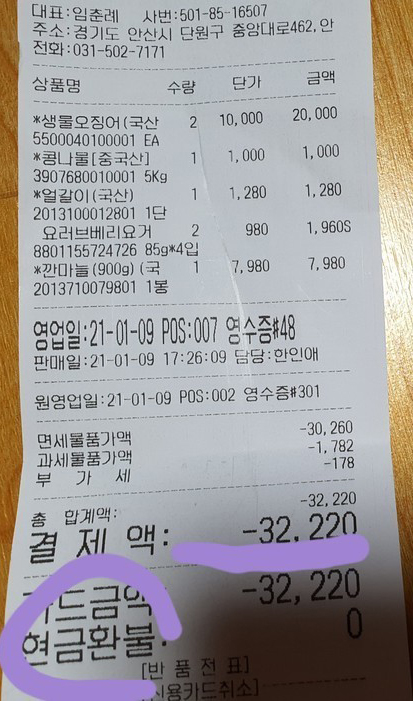 대표:임춘례 사번:501-85-16507
주소:경기도 안산시 단원구 중앙대로462,안
전화:031-502-7171
상품명 수량 단가 금액
*생물오징어(국산 2 10,000 20,000
5500040100001 EA
*콩나물[중국산] 1 1,000 1,000
3907680010001 5Kg
*얼갈이(국산) 1 1,280 1,280
2013100012801 1단
요러브베리요거 2 980 1,960S
8801155724726 85g*4입
*깐마늘(900g)(국 1 7,980 7,980
2013710079801 1봉
영업일:21-01-09 POS:007 영수증#48
판매일:21-01-09 17:26:09 담당:한인애
원영업일:21-01-09 POS:002 영수증#301
면세물품가액 -30,260
과세물품가액 -1,782
부 가 세 -178
총 합계액: -32,220
결 제 액: -32,220
카드금액: -32,220
현금환불: 0
[반 품 전 표]
[신용카드취소]